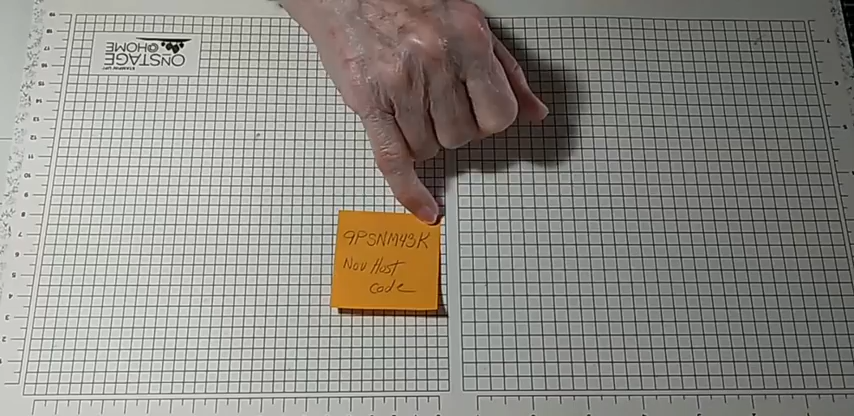 ONSTAGE
@HOME
STAMPIN' UP!
9PSNM43K
Nov Host
code